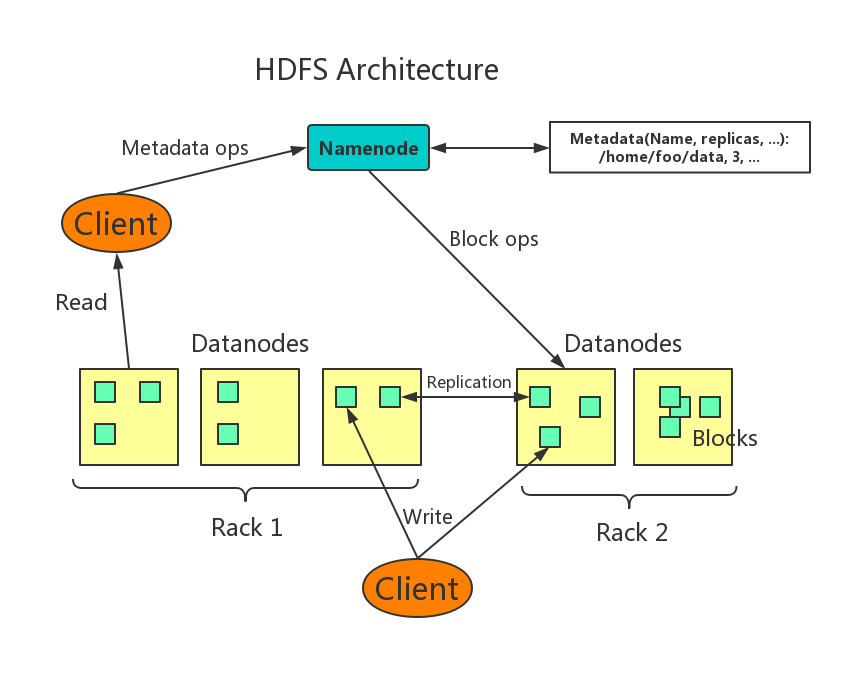 HDFS Architecture
Metadata ops
Namenode
Metadata(Name, replicas, ...):
/home/foo/data, 3, ...
Client
Block ops
Read
Datanodes
Datanodes
Replication
Blocks
Rack 1
Write
Rack 2
Client